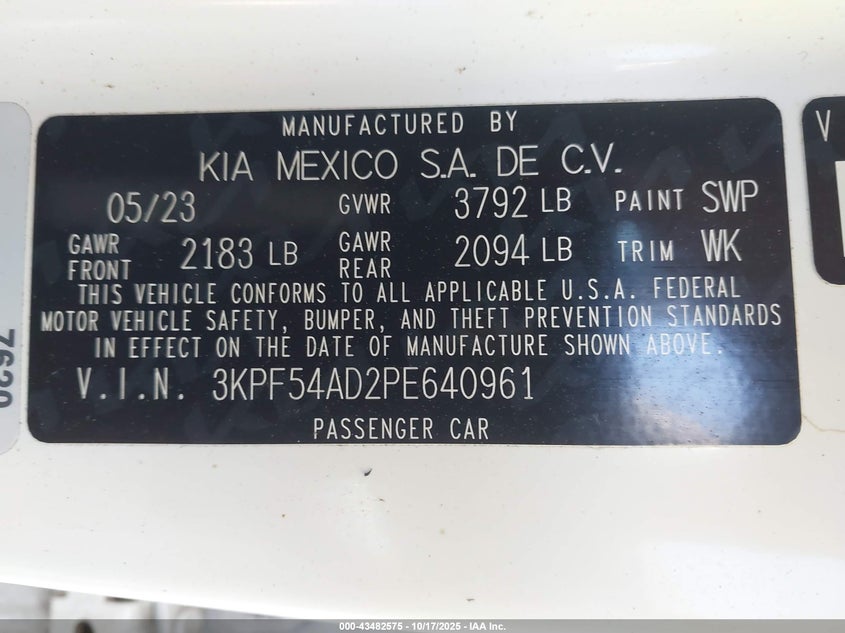 MANUFACTURED BY
KIA MEXICO S.A. DE C.V.
05/23 GVWR 3792 LB PAINT SWP
GAWR FRONT 2183 LB GAWR REAR 2094 LB TRIM WK
THIS VEHICLE CONFORMS TO ALL APPLICABLE U.S.A. FEDERAL
MOTOR VEHICLE SAFETY, BUMPER, AND THEFT PREVENTION STANDARDS
IN EFFECT ON THE DATE OF MANUFACTURE SHOWN ABOVE.
V.I.N. 3KPF54AD2PE640961
PASSENGER CAR
V
000-43482575 - 10/17/2025 - IAA Inc.